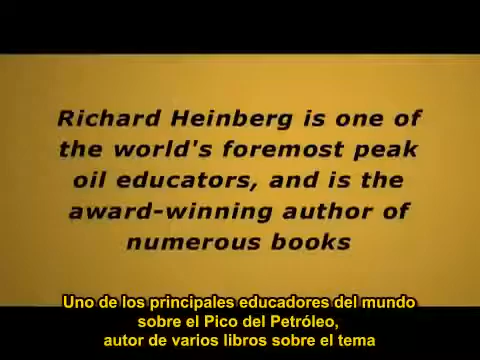 Richard Heinberg is one of
the world's foremost peak
oil educators, and is the
award-winning author of
numerous books
Uno de los principales educadores del mundo
sobre el Pico del Petróleo,
autor de varios libros sobre el tema